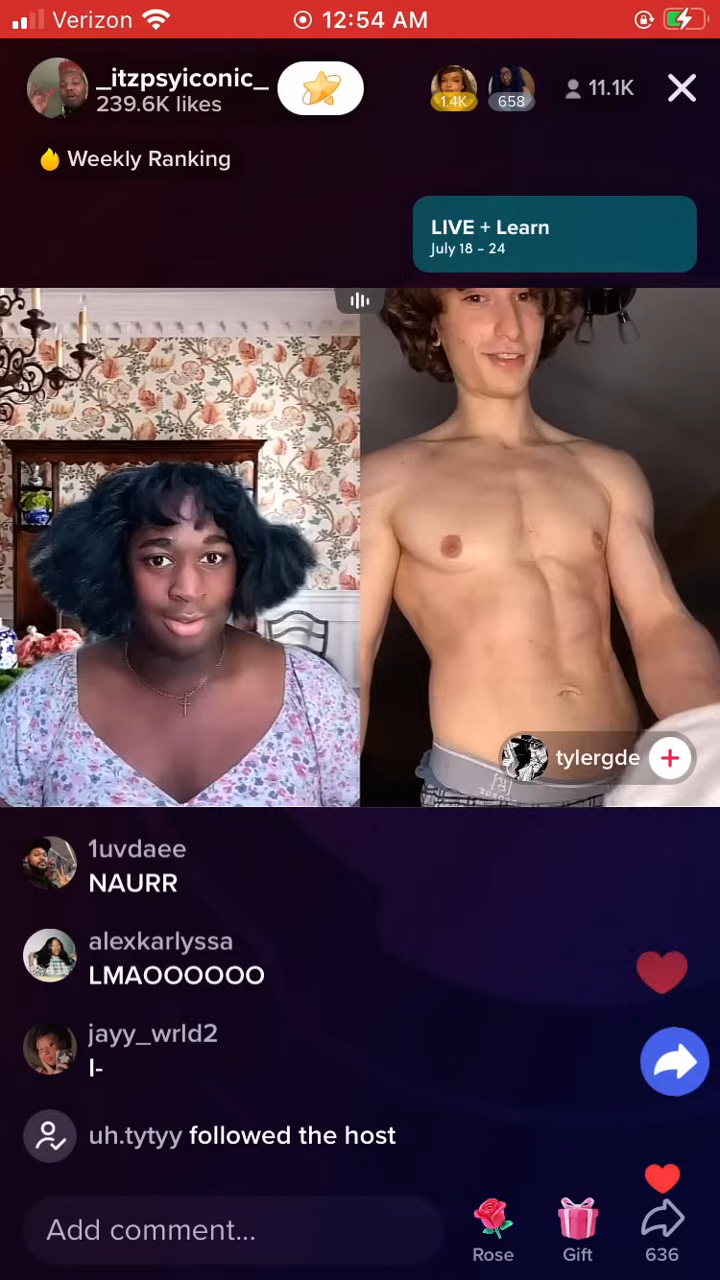 Verizon 12:54 AM
_itzpsyiconic_
239.6K likes
1.4K 658 11.1K
Weekly Ranking
LIVE + Learn
July 18 – 24
tylergde
1uvdaee
NAURR
alexkarlyssa
LMAOOOOOO
jayy_wrld2
I-
uh.tytyy followed the host
Add comment...
Rose Gift 636